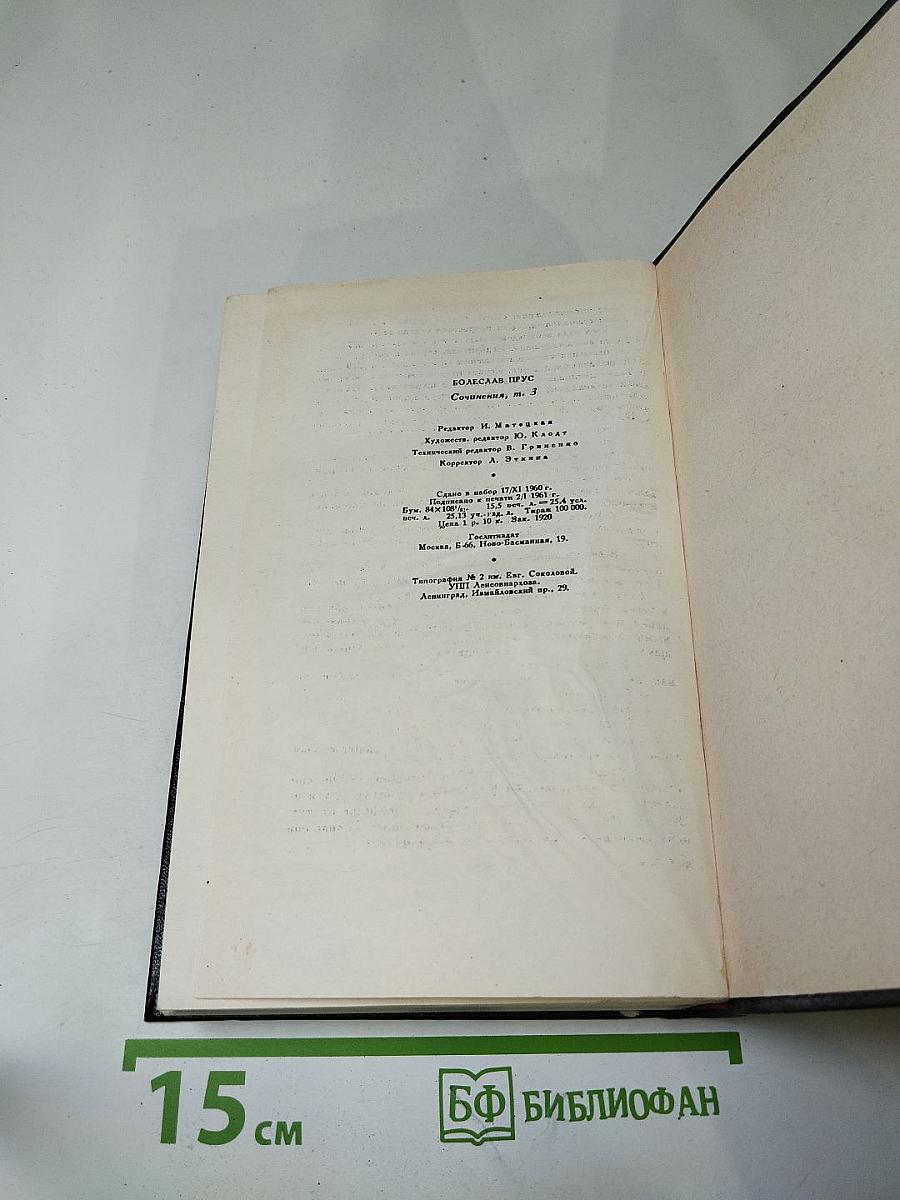 БОЛЕСЛАВ ПРУС
Сочинения, т. 3
Редактор И. Матецкая
Художеств. редактор Ю. Клодт
Технический редактор В. Гриненко
Корректор Л. Эткина
*
Сдано в набор 17/XI 1960 г.
Подписано к печати 2/I 1961 г.
Бум. 84×108¹/₃₂. 15,5 печ. л. = 25,4 усл.
печ. л. 25,13 уч.-изд. л. Тираж 100 000.
Цена 1 р. 10 к. Зак. 1920
Гослитиздат
Москва, Б-66, Ново-Басманная, 19.
*
Типография № 2 им. Евг. Соколовой.
УПП Ленсовнархоза.
Ленинград, Измайловский пр., 29.
15 см
БФ БИБЛИОФАН